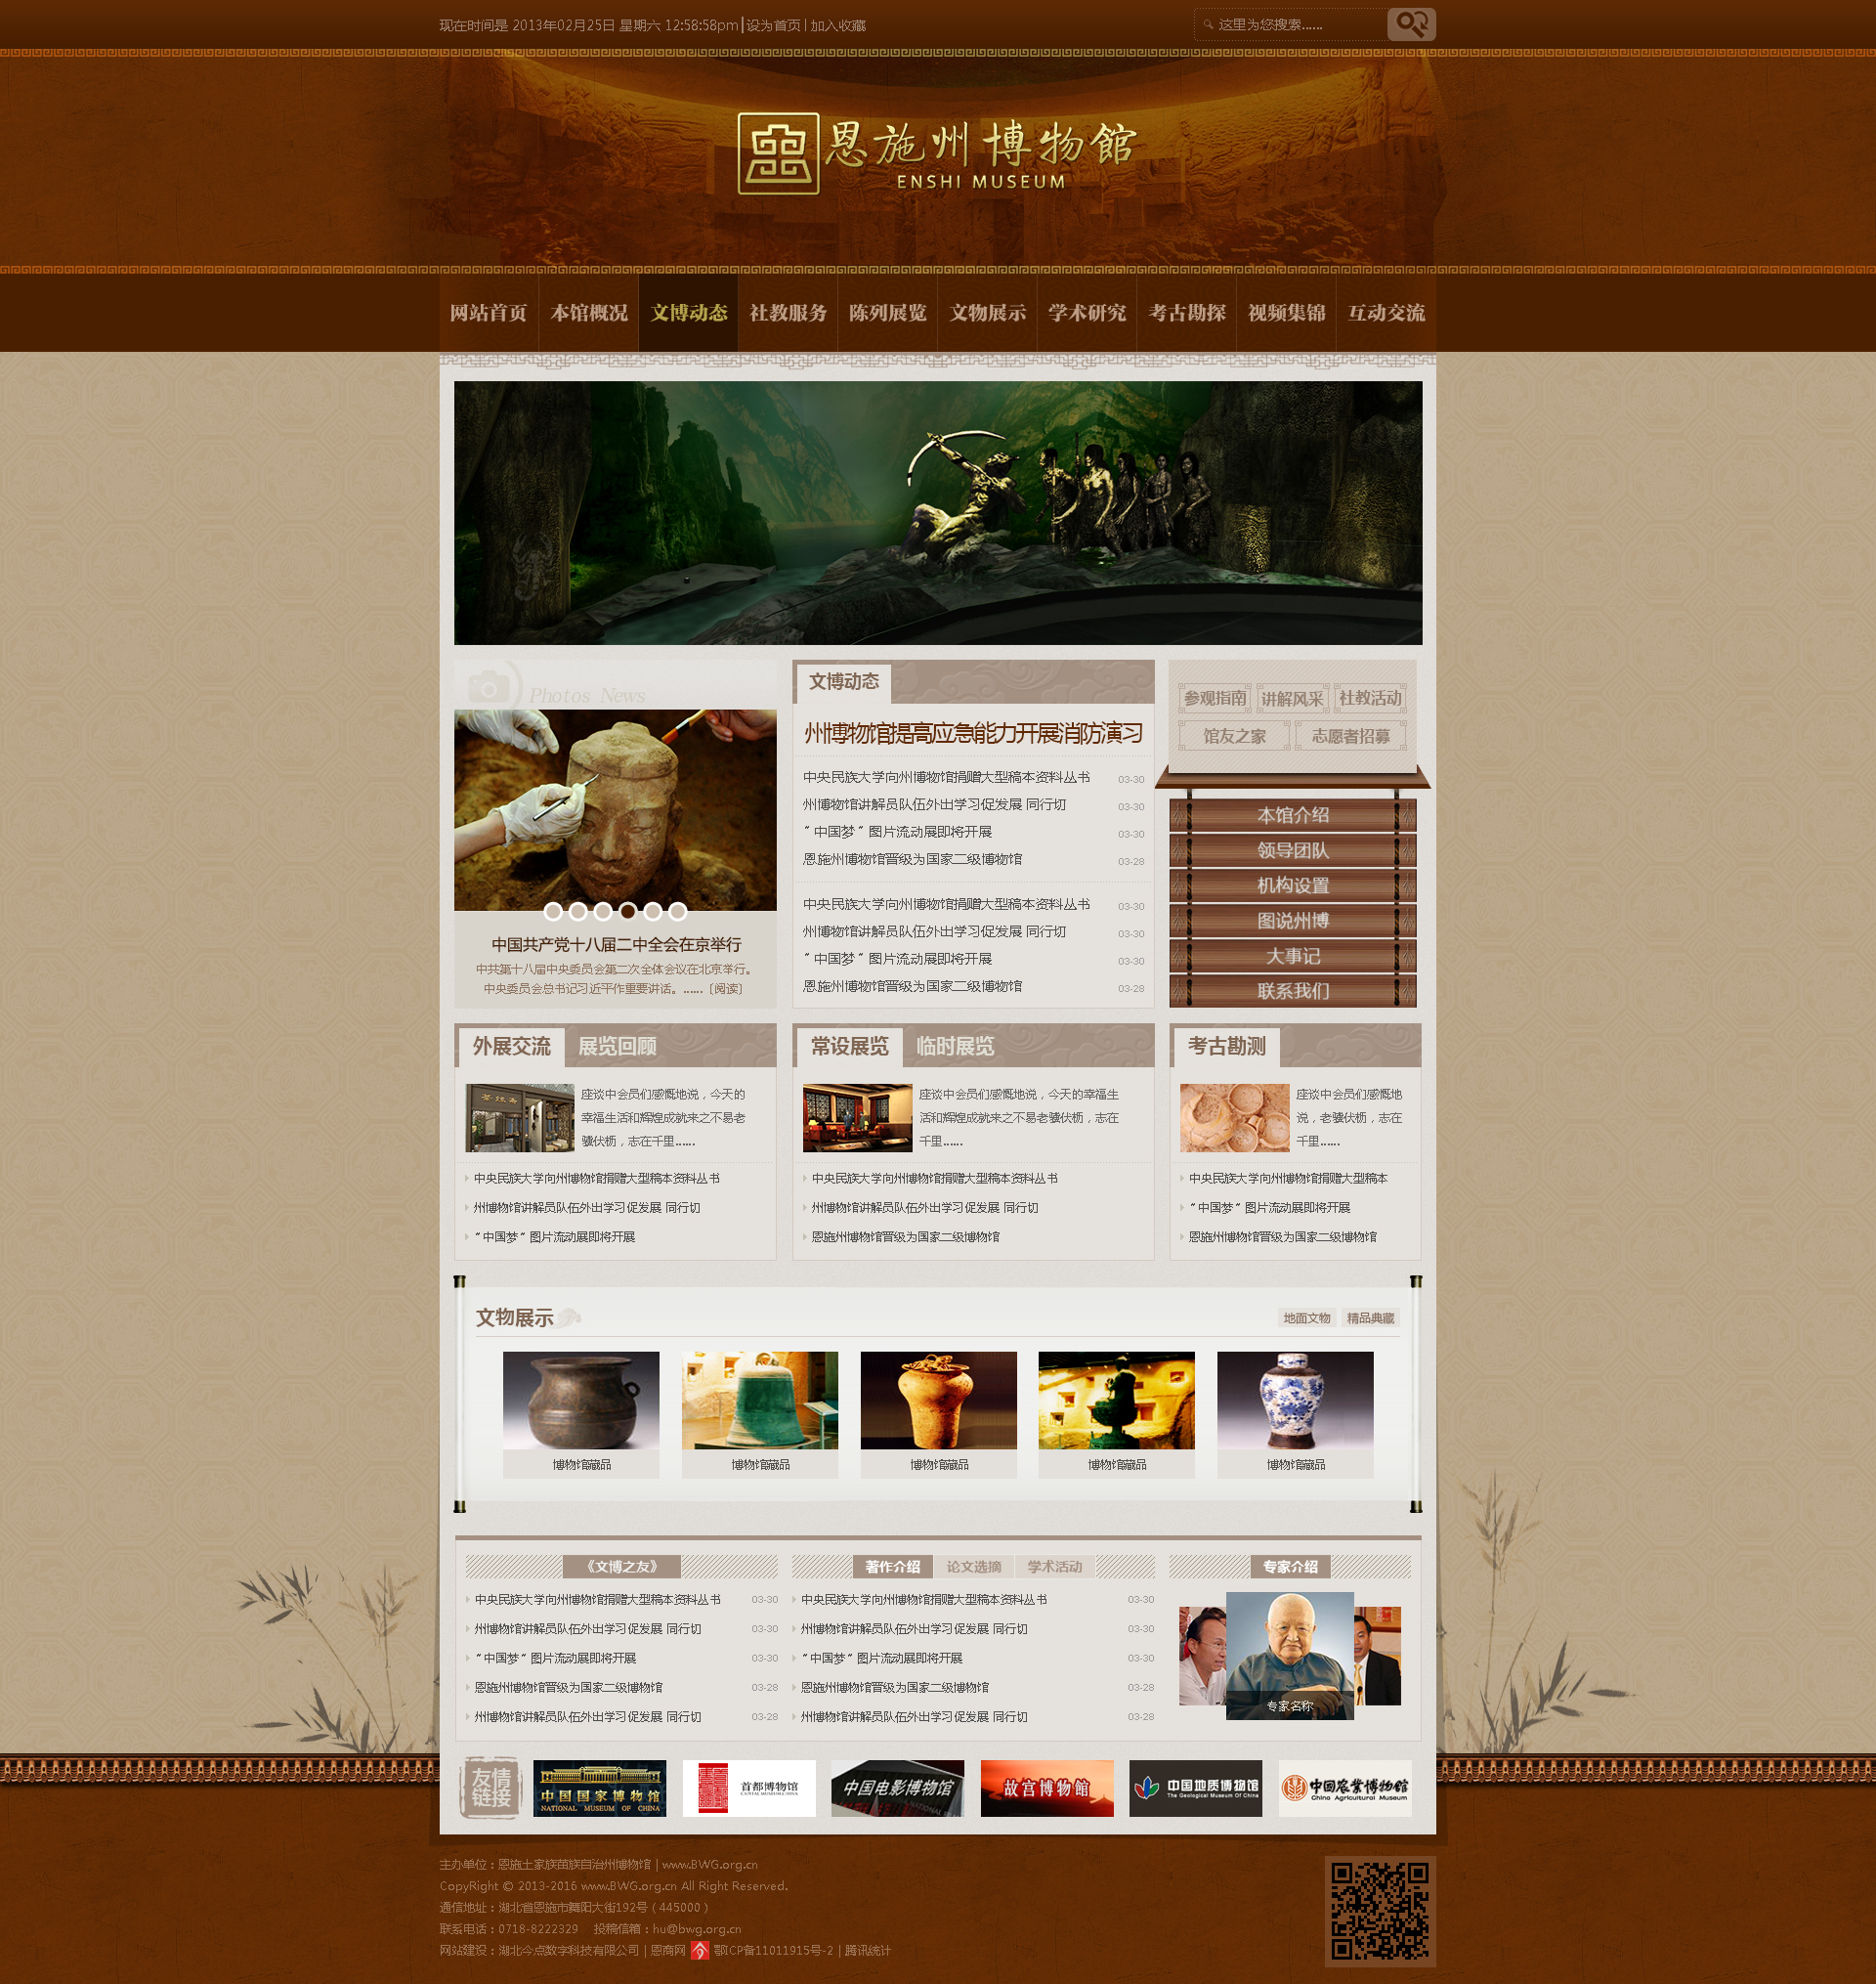 现在时间是 2013年02月25日 星期六 12:58:58pm | 设为首页 | 加入收藏
这里为您搜索......
恩施州博物馆
ENSHI MUSEUM
网站首页 本馆概况 文博动态 社教服务 陈列展览 文物展示 学术研究 考古勘探 视频集锦 互动交流
Photos News
中国共产党十八届二中全会在京举行
中共第十八届中央委员会第二次全体会议在北京举行。
中央委员会总书记习近平作重要讲话。...... [阅读]
文博动态
州博物馆提高应急能力开展消防演习
中央民族大学向州博物馆捐赠大型稿本资料丛书 03-30
州博物馆讲解员队伍外出学习促发展 同行切 03-30
“中国梦”图片流动展即将开展 03-30
恩施州博物馆晋级为国家二级博物馆 03-28
中央民族大学向州博物馆捐赠大型稿本资料丛书 03-30
州博物馆讲解员队伍外出学习促发展 同行切 03-30
“中国梦”图片流动展即将开展 03-30
恩施州博物馆晋级为国家二级博物馆 03-28
参观指南 讲解风采 社教活动
馆友之家 志愿者招募
本馆介绍
领导团队
机构设置
图说州博
大事记
联系我们
外展交流 展览回顾
座谈中会员们感慨地说，今天的
幸福生活和辉煌成就来之不易老
骥伏枥，志在千里......
中央民族大学向州博物馆捐赠大型稿本资料丛书
州博物馆讲解员队伍外出学习促发展 同行切
“中国梦”图片流动展即将开展
常设展览 临时展览
座谈中会员们感慨地说，今天的幸福生
活和辉煌成就来之不易老骥伏枥，志在
千里......
中央民族大学向州博物馆捐赠大型稿本资料丛书
州博物馆讲解员队伍外出学习促发展 同行切
恩施州博物馆晋级为国家二级博物馆
考古勘测
座谈中会员们感慨地
说，老骥伏枥，志在
千里......
中央民族大学向州博物馆捐赠大型稿本
“中国梦”图片流动展即将开展
恩施州博物馆晋级为国家二级博物馆
文物展示
地面文物 精品典藏
博物馆藏品 博物馆藏品 博物馆藏品 博物馆藏品 博物馆藏品
《文博之友》
中央民族大学向州博物馆捐赠大型稿本资料丛书 03-30
州博物馆讲解员队伍外出学习促发展 同行切 03-30
“中国梦”图片流动展即将开展 03-30
恩施州博物馆晋级为国家二级博物馆 03-28
州博物馆讲解员队伍外出学习促发展 同行切 03-28
著作介绍 论文选摘 学术活动
中央民族大学向州博物馆捐赠大型稿本资料丛书 03-30
州博物馆讲解员队伍外出学习促发展 同行切 03-30
“中国梦”图片流动展即将开展 03-30
恩施州博物馆晋级为国家二级博物馆 03-28
州博物馆讲解员队伍外出学习促发展 同行切 03-28
专家介绍
专家名称
友情
链接
中国国家博物馆
NATIONAL MUSEUM OF CHINA
首都博物馆
CAPITAL MUSEUM,CHINA
中国电影博物馆
故宫博物馆
中国地质博物馆
The Geological Museum Of China
中国农业博物馆
China Agricultural Museum
主办单位：恩施土家族苗族自治州博物馆 | www.BWG.org.cn
CopyRight © 2013-2016 www.BWG.org.cn All Right Reserved.
通信地址：湖北省恩施市舞阳大街192号（445000）
联系电话：0718-8222329 投稿信箱：hu@bwg.org.cn
网站建设：湖北今点数字科技有限公司 | 恩商网 鄂ICP备11011915号-2 | 腾讯统计